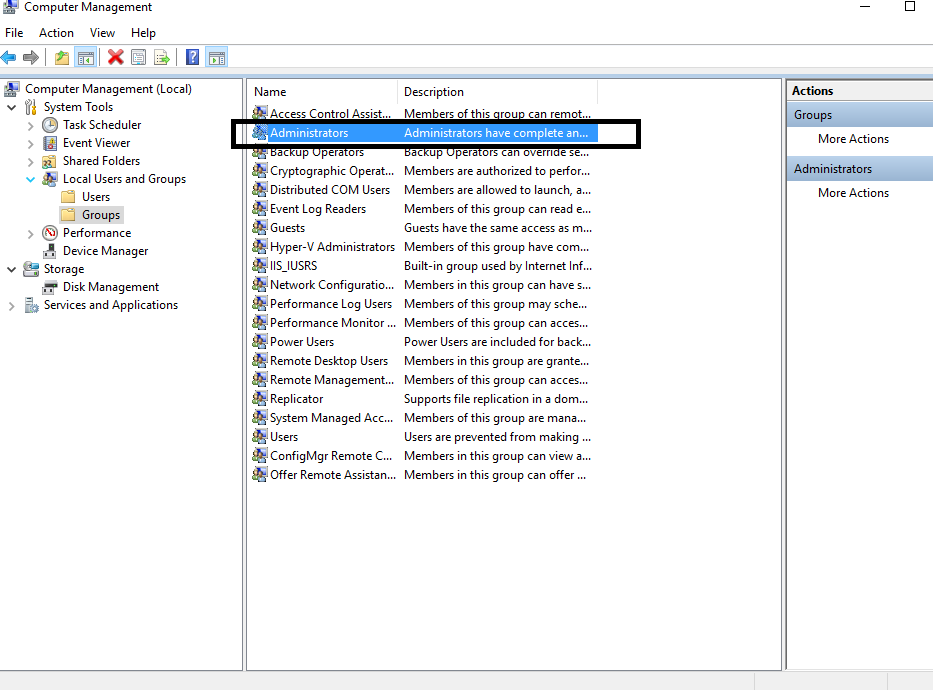 Computer Management
File Action View Help
Computer Management (Local)
System Tools
Task Scheduler
Event Viewer
Shared Folders
Local Users and Groups
Users
Groups
Performance
Device Manager
Storage
Disk Management
Services and Applications
Name Description
Access Control Assist... Members of this group can remot...
Administrators Administrators have complete an...
Backup Operators Backup Operators can override se...
Cryptographic Operat... Members are authorized to perfor...
Distributed COM Users Members are allowed to launch, a...
Event Log Readers Members of this group can read e...
Guests Guests have the same access as m...
Hyper-V Administrators Members of this group have com...
IIS_IUSRS Built-in group used by Internet Inf...
Network Configuratio... Members in this group can have s...
Performance Log Users Members of this group may sche...
Performance Monitor ... Members of this group can acces...
Power Users Power Users are included for back...
Remote Desktop Users Members in this group are grante...
Remote Management... Members of this group can acces...
Replicator Supports file replication in a dom...
System Managed Acc... Members of this group are mana...
Users Users are prevented from making ...
ConfigMgr Remote C... Members in this group can view a...
Offer Remote Assistan... Members in this group can offer ...
Actions
Groups
More Actions
Administrators
More Actions